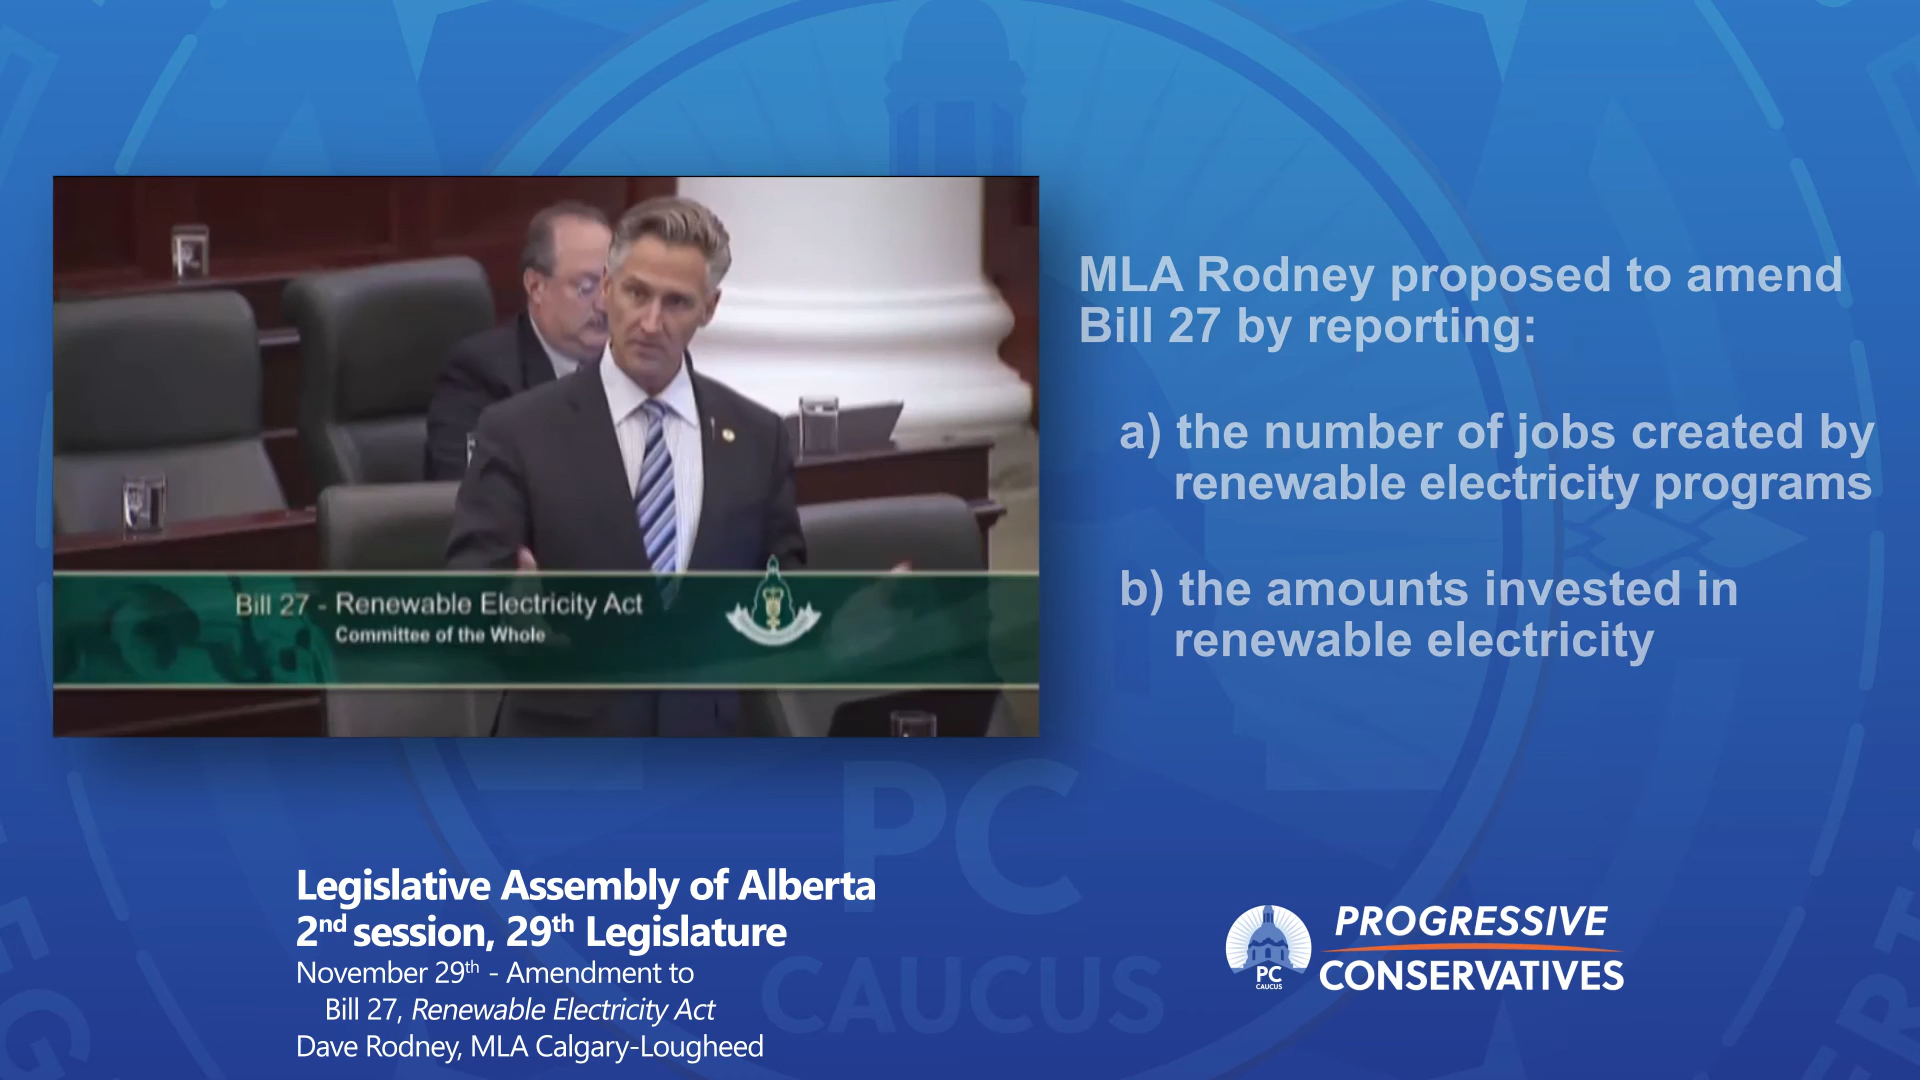 MLA Rodney proposed to amend
Bill 27 by reporting:
a) the number of jobs created by
renewable electricity programs
b) the amounts invested in
renewable electricity
Bill 27 - Renewable Electricity Act
Committee of the Whole
PC
CAUCUS
Legislative Assembly of Alberta
2nd session, 29th Legislature
November 29th - Amendment to
Bill 27, Renewable Electricity Act
Dave Rodney, MLA Calgary-Lougheed
PC
CAUCUS
PROGRESSIVE
CONSERVATIVES